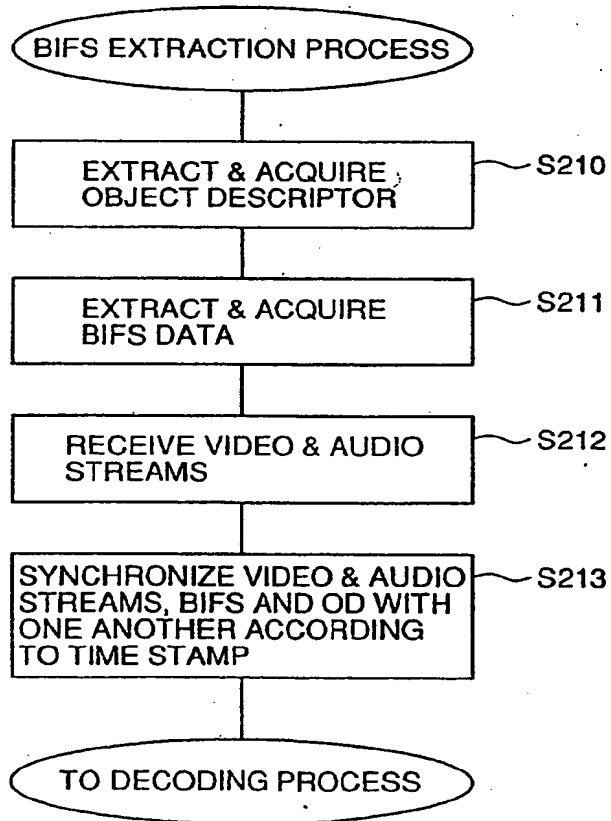 BIFS EXTRACTION PROCESS
EXTRACT & ACQUIRE
OBJECT DESCRIPTOR
S210
EXTRACT & ACQUIRE
BIFS DATA
S211
RECEIVE VIDEO & AUDIO
STREAMS
S212
SYNCHRONIZE VIDEO & AUDIO
STREAMS, BIFS AND OD WITH
ONE ANOTHER ACCORDING
TO TIME STAMP
S213
TO DECODING PROCESS